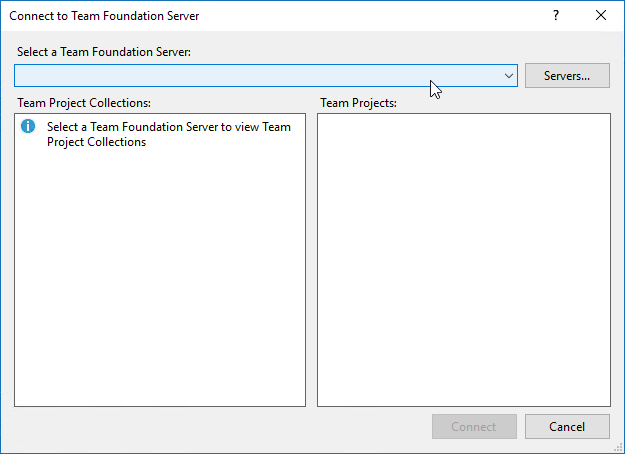 Connect to Team Foundation Server
?
Select a Team Foundation Server:
Servers...
Team Project Collections:
Team Projects:
Select a Team Foundation Server to view Team
Project Collections
Connect
Cancel